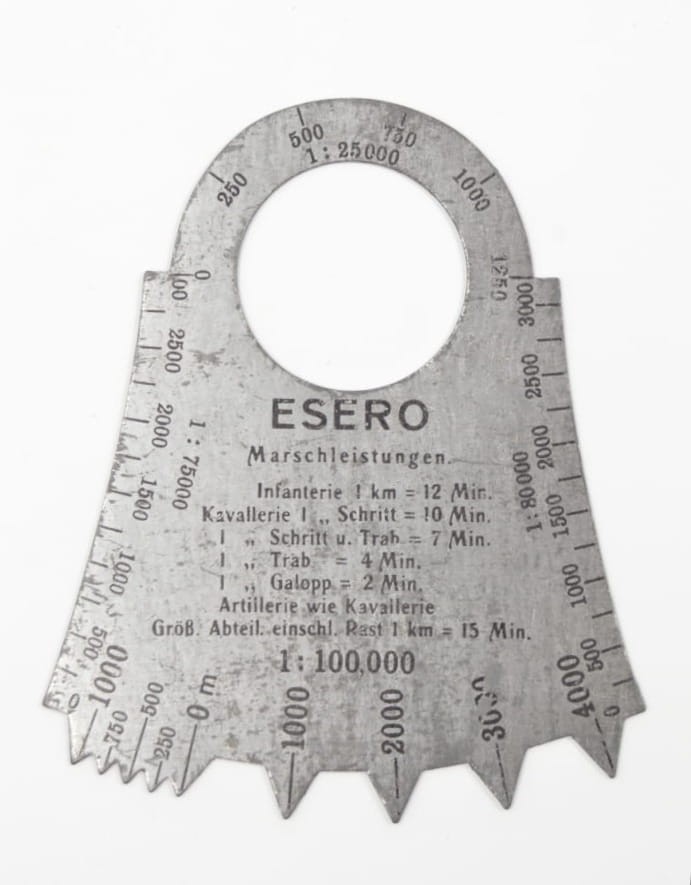 500 750
1:25000
250 1000
0 1250
00 3000
2500 2500
2000 2000
1:75000 1:80000
1500 1500
1000 1000
500 500
0 0
ESERO
Marschleistungen.
Infanterie 1 km = 12 Min.
Kavallerie 1 „ Schritt = 10 Min.
1 „ Schritt u. Trab = 7 Min.
1 „ Trab = 4 Min.
1 „ Galopp = 2 Min.
Artillerie wie Kavallerie
Größ. Abteil. einschl. Rast 1 km = 15 Min.
1:100,000
1000 750 500 250 0 m 1000 2000 4000